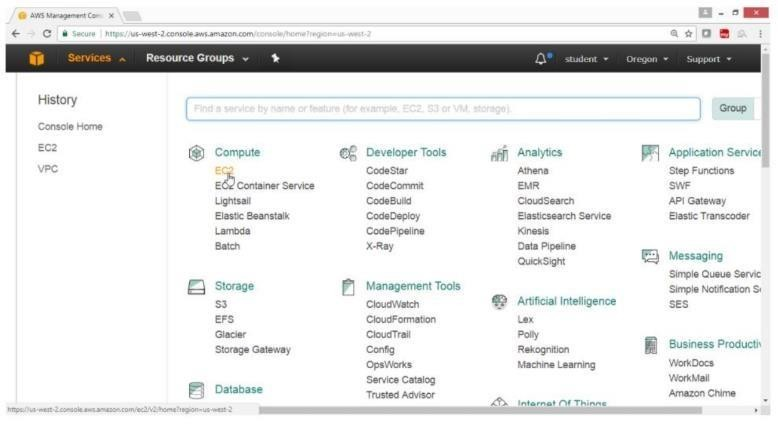 AWS Management Cons
Secure | https://us-west-2.console.aws.amazon.com/console/home?region=us-west-2
Services
Resource Groups
student
Oregon
Support
History
Console Home
EC2
VPC
Find a service by name or feature (for example, EC2, S3 or VM, storage).
Group
Compute
EC2
EC2 Container Service
Lightsail
Elastic Beanstalk
Lambda
Batch
Storage
S3
EFS
Glacier
Storage Gateway
Database
Developer Tools
CodeStar
CodeCommit
CodeBuild
CodeDeploy
CodePipeline
X-Ray
Management Tools
CloudWatch
CloudFormation
CloudTrail
Config
OpsWorks
Service Catalog
Trusted Advisor
Analytics
Athena
EMR
CloudSearch
Elasticsearch Service
Kinesis
Data Pipeline
QuickSight
Artificial Intelligence
Lex
Polly
Rekognition
Machine Learning
Internet Of Things
Application Service
Step Functions
SWF
API Gateway
Elastic Transcoder
Messaging
Simple Queue Servic
Simple Notification Se
SES
Business Productiv
WorkDocs
WorkMail
Amazon Chime
https://us-west-2.console.aws.amazon.com/ec2/v2/home?region=us-west-2